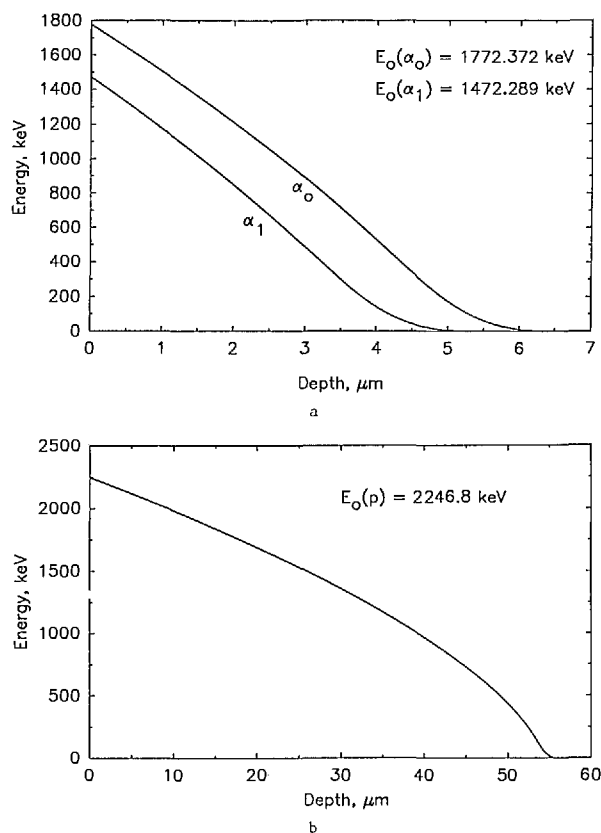 1800
1600
1400
1200
1000
800
600
400
200
0
Energy, keV
E₀(α₀) = 1772.372 keV
E₀(α₁) = 1472.289 keV
α₀
α₁
0 1 2 3 4 5 6 7
Depth, μm
a
2500
2000
1500
1000
500
0
Energy, keV
E₀(p) = 2246.8 keV
0 10 20 30 40 50 60
Depth, μm
b